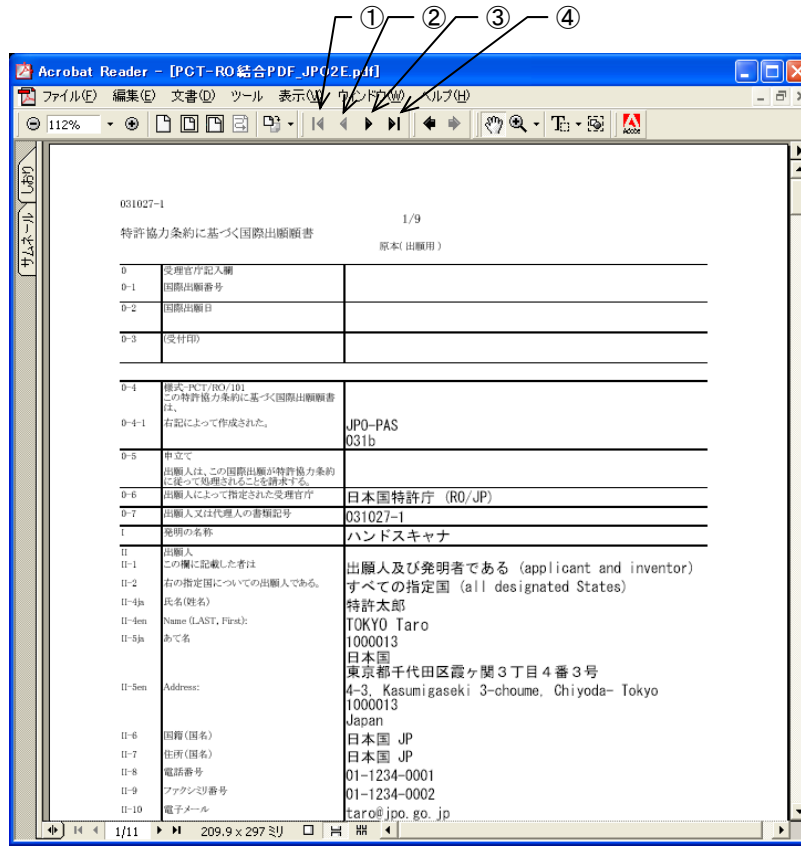 ① ② ③ ④
Acrobat Reader - [PCT-RO結合PDF_JPO2E.pdf]
ファイル(F) 編集(E) 文書(D) ツール 表示(V) ウィンドウ(W) ヘルプ(H)
112%
Adobe
しおり
サムネール
031027-1
1/9
特許協力条約に基づく国際出願願書
原本(出願用)
0 受理官庁記入欄
0-1 国際出願番号
0-2 国際出願日
0-3 (受付印)
0-4 様式-PCT/RO/101
この特許協力条約に基づく国際出願願書
は、
0-4-1 右記によって作成された。 JPO-PAS
031b
0-5 申立て
出願人は、この国際出願が特許協力条約
に従って処理されることを請求する。
0-6 出願人によって指定された受理官庁 日本国特許庁 (RO/JP)
0-7 出願人又は代理人の書類記号 031027-1
I 発明の名称 ハンドスキャナ
II 出願人
II-1 この欄に記載した者は 出願人及び発明者である (applicant and inventor)
II-2 右の指定国についての出願人である。 すべての指定国 (all designated States)
II-4ja 氏名(姓名) 特許太郎
II-4en Name (LAST, First): TOKYO Taro
II-5ja あて名 1000013
日本国
東京都千代田区霞ヶ関3丁目4番3号
II-5en Address: 4-3, Kasumigaseki 3-choume, Chiyoda- Tokyo
1000013
Japan
II-6 国籍(国名) 日本国 JP
II-7 住所(国名) 日本国 JP
II-8 電話番号 01-1234-0001
II-9 ファクシミリ番号 01-1234-0002
II-10 電子メール taro@jpo.go.jp
1/11 209.9 x 297 ミリ